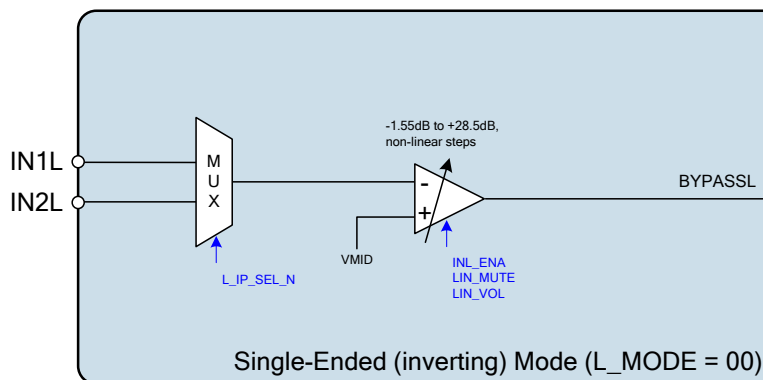 -1.55dB to +28.5dB,
non-linear steps
IN1L
IN2L
M
U
X
-
+
BYPASSL
VMID
L_IP_SEL_N
INL_ENA
LIN_MUTE
LIN_VOL
Single-Ended (inverting) Mode (L_MODE = 00)